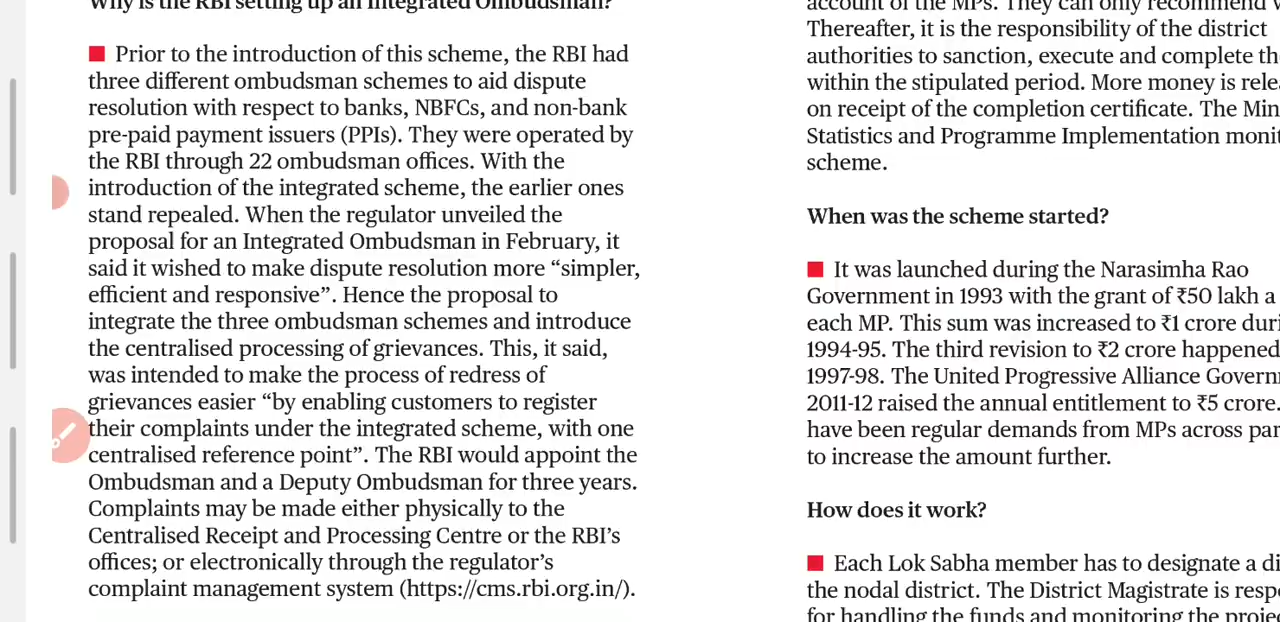 Why is the RBI setting up an Integrated Ombudsman?
■ Prior to the introduction of this scheme, the RBI had
three different ombudsman schemes to aid dispute
resolution with respect to banks, NBFCs, and non-bank
pre-paid payment issuers (PPIs). They were operated by
the RBI through 22 ombudsman offices. With the
introduction of the integrated scheme, the earlier ones
stand repealed. When the regulator unveiled the
proposal for an Integrated Ombudsman in February, it
said it wished to make dispute resolution more “simpler,
efficient and responsive”. Hence the proposal to
integrate the three ombudsman schemes and introduce
the centralised processing of grievances. This, it said,
was intended to make the process of redress of
grievances easier “by enabling customers to register
their complaints under the integrated scheme, with one
centralised reference point”. The RBI would appoint the
Ombudsman and a Deputy Ombudsman for three years.
Complaints may be made either physically to the
Centralised Receipt and Processing Centre or the RBI’s
offices; or electronically through the regulator’s
complaint management system (https://cms.rbi.org.in/).
account of the MPs. They can only recommend
Thereafter, it is the responsibility of the district
authorities to sanction, execute and complete
within the stipulated period. More money is
on receipt of the completion certificate. The
Statistics and Programme Implementation
scheme.
When was the scheme started?
■ It was launched during the Narasimha Rao
Government in 1993 with the grant of ₹50 lakh a
each MP. This sum was increased to ₹1 crore
1994-95. The third revision to ₹2 crore happened
1997-98. The United Progressive Alliance
2011-12 raised the annual entitlement to ₹5 crore.
have been regular demands from MPs across
to increase the amount further.
How does it work?
■ Each Lok Sabha member has to designate a
the nodal district. The District Magistrate is
for handling the funds and monitoring the